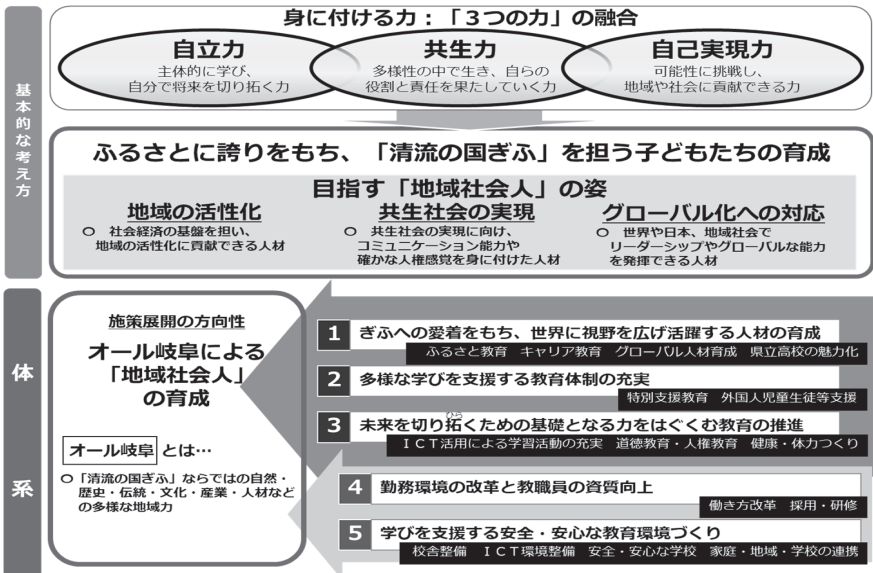 基本的な考え方
身に付ける力：「３つの力」の融合
自立力
主体的に学び、
自分で将来を切り拓く力
共生力
多様性の中で生き、自らの
役割と責任を果たしていく力
自己実現力
可能性に挑戦し、
地域や社会に貢献できる力
ふるさとに誇りをもち、「清流の国ぎふ」を担う子どもたちの育成
目指す「地域社会人」の姿
地域の活性化
○ 社会経済の基盤を担い、
地域の活性化に貢献できる人材
共生社会の実現
○ 共生社会の実現に向け、
コミュニケーション能力や
確かな人権感覚を身に付けた人材
グローバル化への対応
○ 世界や日本、地域社会で
リーダーシップやグローバルな能力
を発揮できる人材
体系
施策展開の方向性
オール岐阜による
「地域社会人」
の育成
オール岐阜 とは…
○「清流の国ぎふ」ならではの自然・
歴史・伝統・文化・産業・人材など
の多様な地域力
1 ぎふへの愛着をもち、世界に視野を広げ活躍する人材の育成
ふるさと教育 キャリア教育 グローバル人材育成 県立高校の魅力化
2 多様な学びを支援する教育体制の充実
特別支援教育 外国人児童生徒等支援
ひら
3 未来を切り拓くための基礎となる力をはぐくむ教育の推進
ＩＣＴ活用による学習活動の充実 道徳教育・人権教育 健康・体力つくり
4 勤務環境の改革と教職員の資質向上
働き方改革 採用・研修
5 学びを支援する安全・安心な教育環境づくり
校舎整備 ＩＣＴ環境整備 安全・安心な学校 家庭・地域・学校の連携